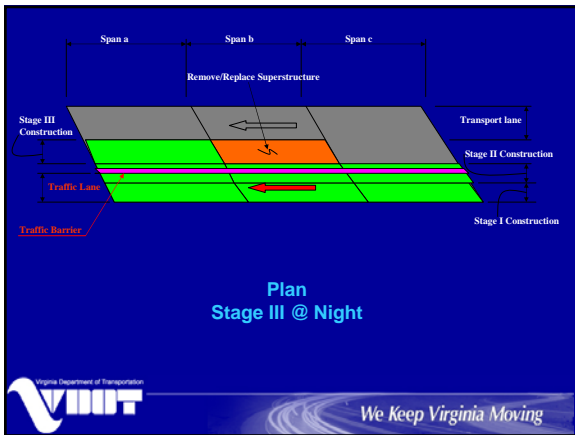 Span a Span b Span c
Remove/Replace Superstructure
Stage III
Construction
Transport lane
Stage II Construction
Traffic Lane
Stage I Construction
Traffic Barrier
Plan
Stage III @ Night
Virginia Department of Transportation
VDOT
We Keep Virginia Moving